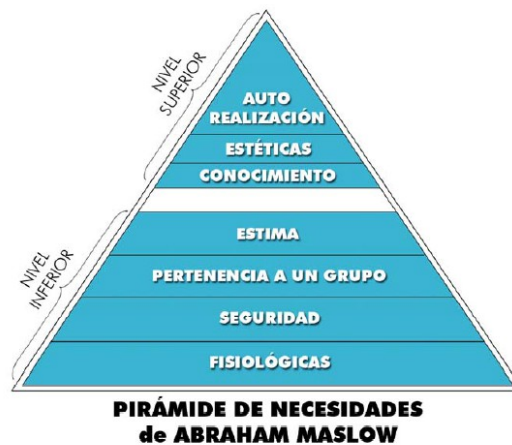 NIVEL
SUPERIOR
AUTO
REALIZACIÓN
ESTÉTICAS
CONOCIMIENTO
NIVEL
INFERIOR
ESTIMA
PERTENENCIA A UN GRUPO
SEGURIDAD
FISIOLÓGICAS
PIRÁMIDE DE NECESIDADES
de ABRAHAM MASLOW